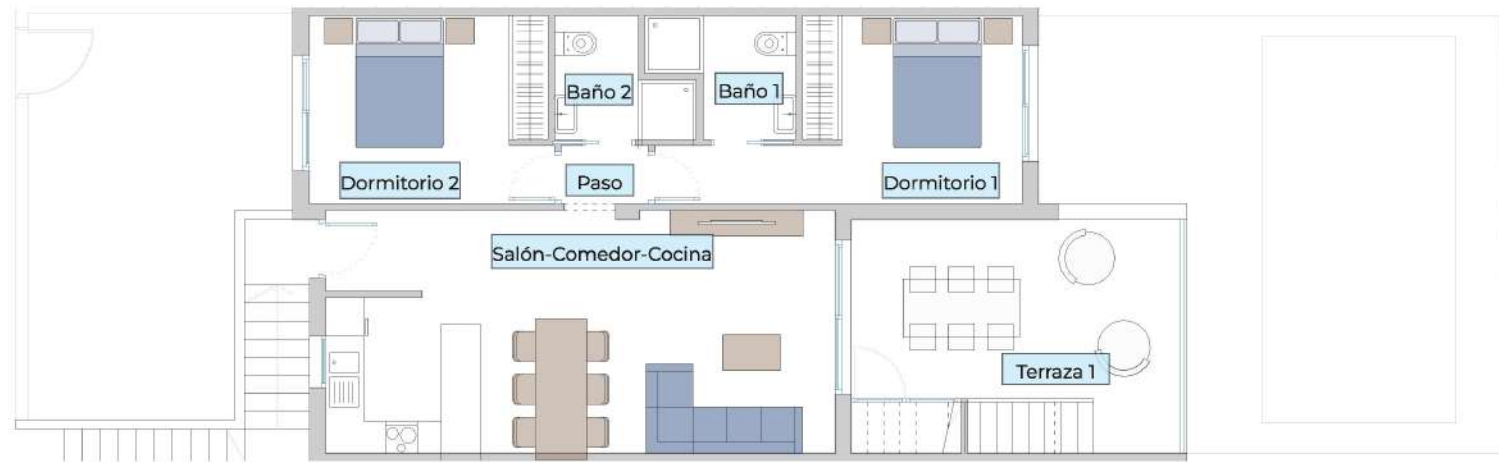 Baño 2
Baño 1
Dormitorio 2
Paso
Dormitorio 1
Salón-Comedor-Cocina
Terraza 1